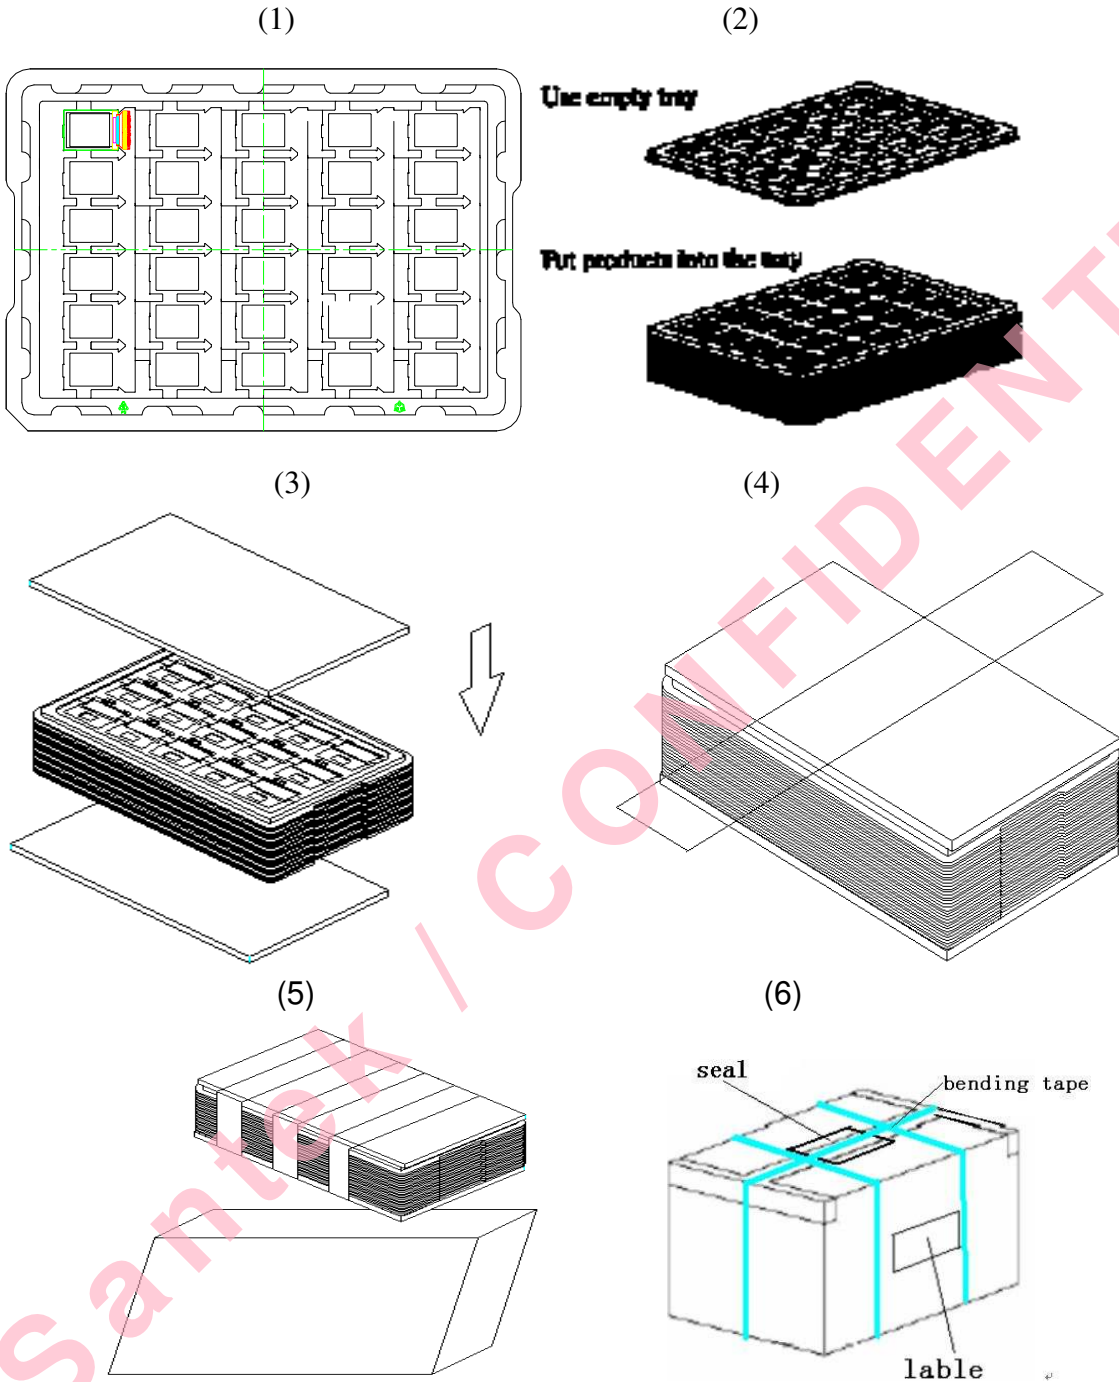 (1)
(2)
Use empty tray
Put products into the tray
(3)
(4)
(5)
(6)
seal
bending tape
lable
Santek / CONFIDENT